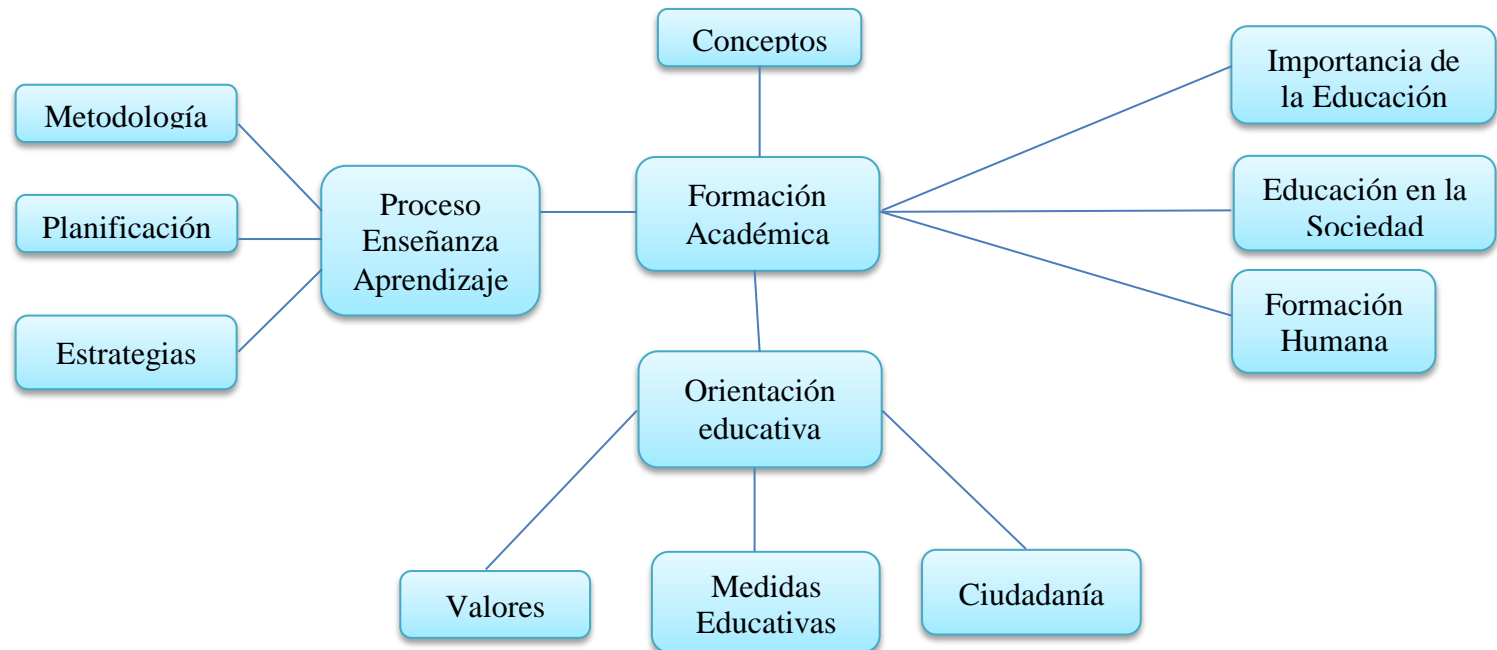 Conceptos
Importancia de
la Educación
Metodología
Proceso
Enseñanza
Aprendizaje
Formación
Académica
Educación en la
Sociedad
Planificación
Formación
Humana
Estrategias
Orientación
educativa
Valores
Medidas
Educativas
Ciudadanía